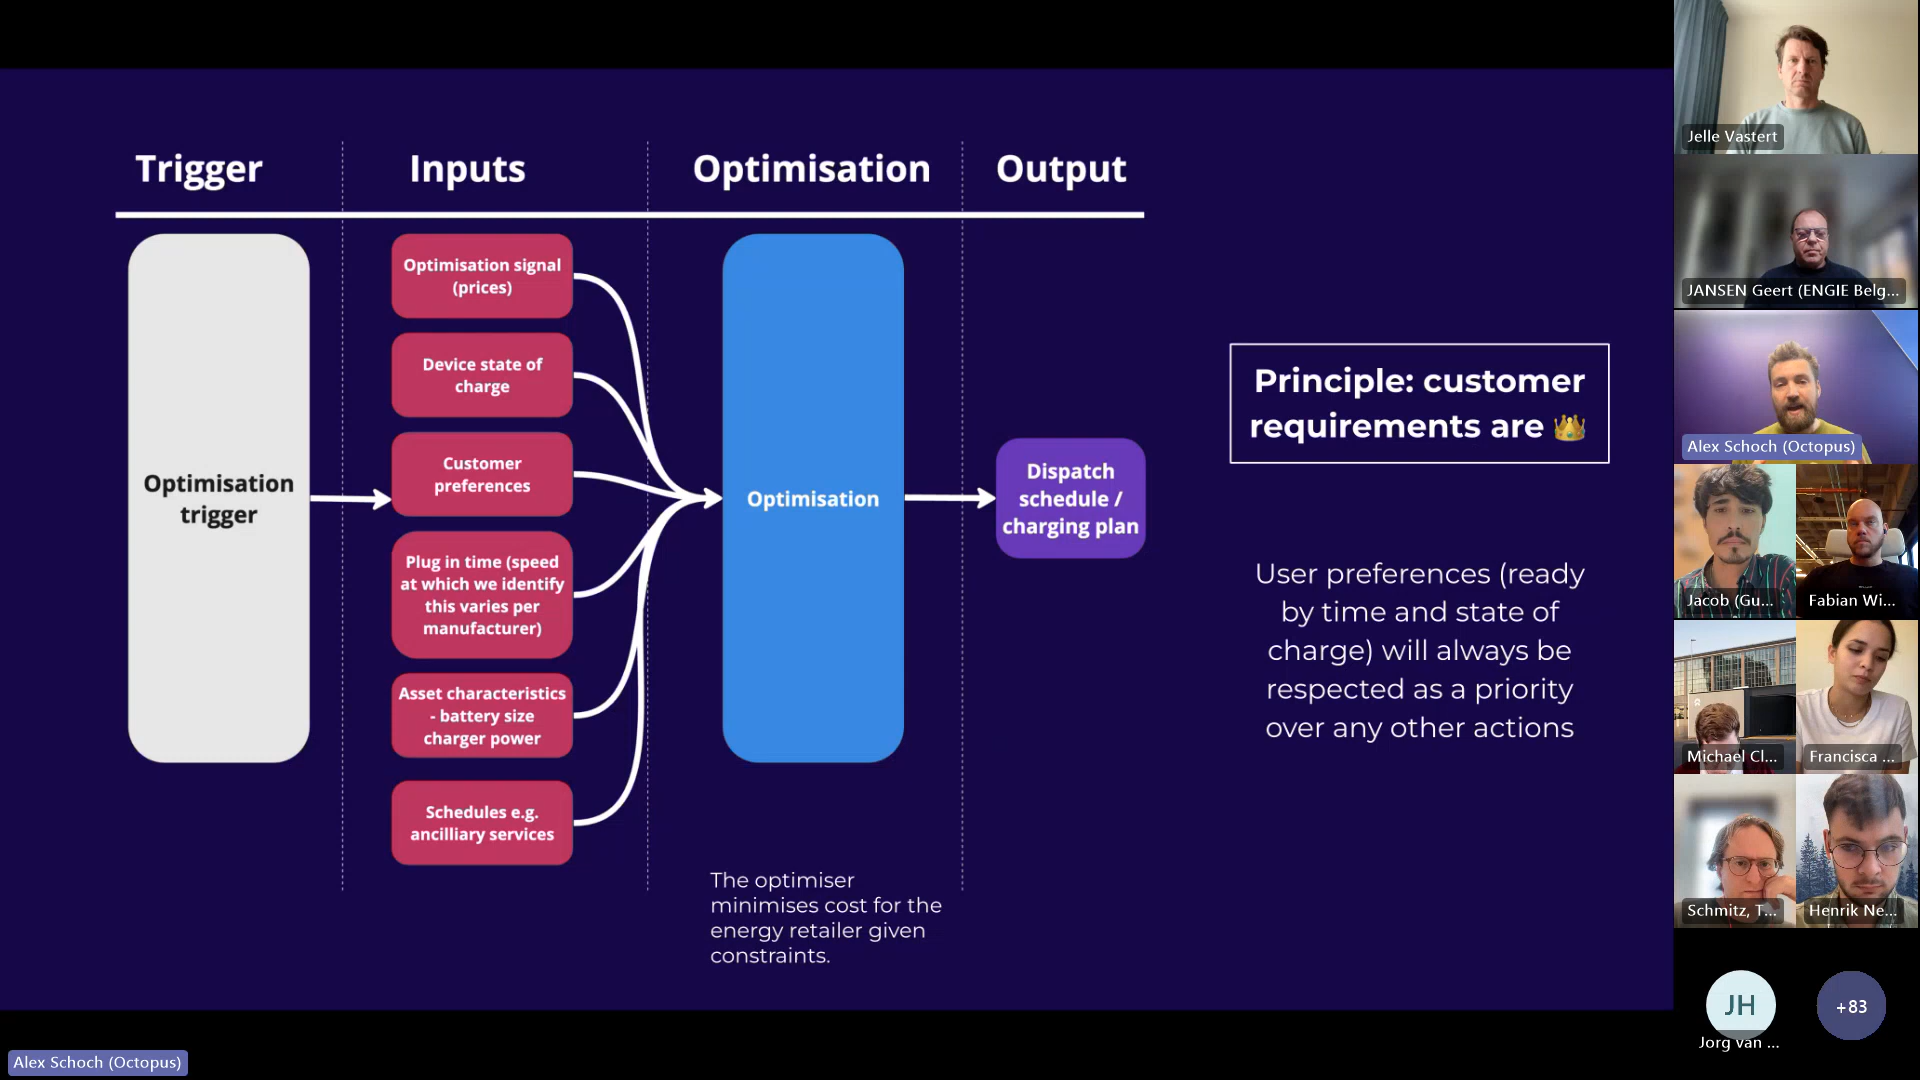 Trigger
Inputs
Optimisation
Output
Optimisation
trigger
Optimisation signal
(prices)
Device state of
charge
Customer
preferences
Plug in time (speed
at which we identify
this varies per
manufacturer)
Asset characteristics
- battery size
charger power
Schedules e.g.
ancilliary services
Optimisation
The optimiser
minimises cost for the
energy retailer given
constraints.
Dispatch
schedule /
charging plan
Principle: customer
requirements are 👑
User preferences (ready
by time and state of
charge) will always be
respected as a priority
over any other actions
Jelle Vastert
JANSEN Geert (ENGIE Belg...
Alex Schoch (Octopus)
Jacob (Gu...
Fabian Wi...
Michael Cl...
Francisca ...
Schmitz, T...
Henrik Ne...
JH
+83
Jorg van ...
Alex Schoch (Octopus)